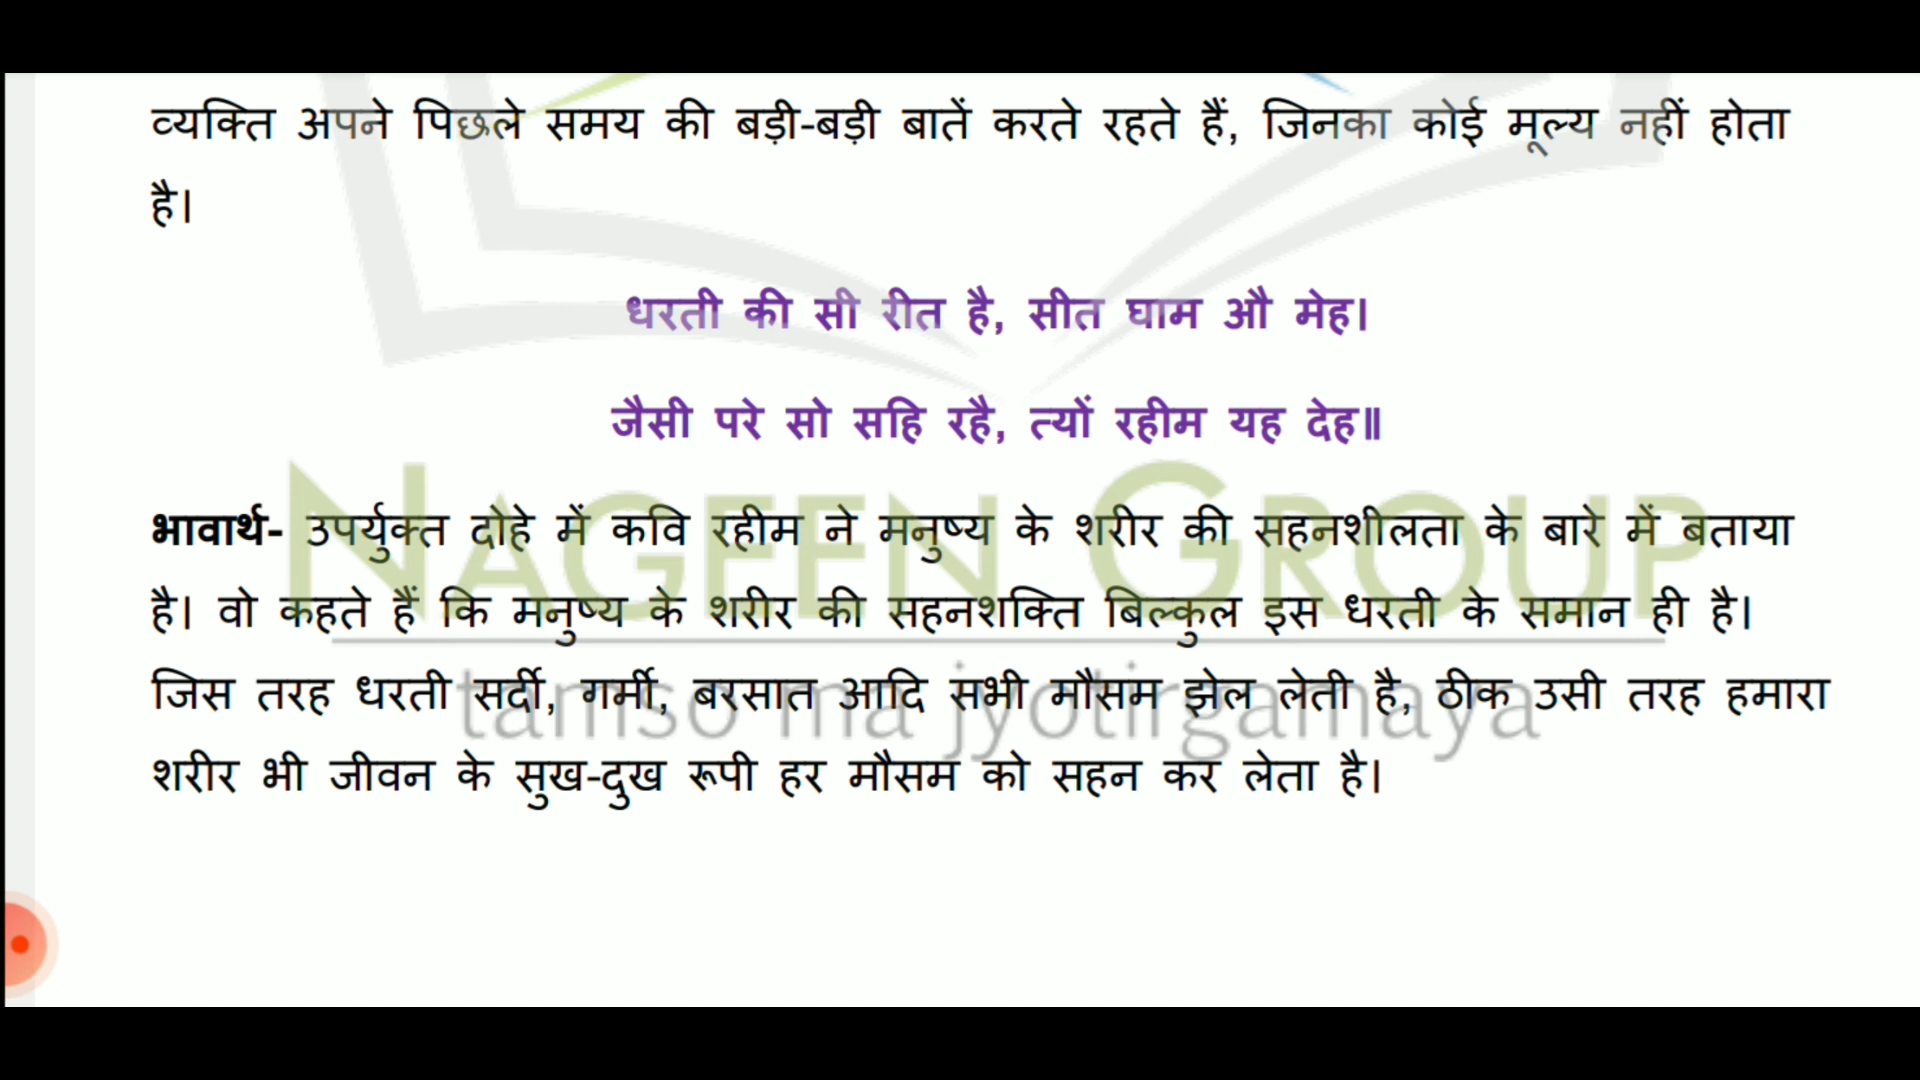 व्यक्ति अपने पिछले समय की बड़ी-बड़ी बातें करते रहते हैं, जिनका कोई मूल्य नहीं होता
है।
धरती की सी रीत है, सीत घाम औ मेह।
जैसी परे सो सहि रहै, त्यों रहीम यह देह॥
भावार्थ- उपर्युक्त दोहे में कवि रहीम ने मनुष्य के शरीर की सहनशीलता के बारे में बताया
है। वो कहते हैं कि मनुष्य के शरीर की सहनशक्ति बिल्कुल इस धरती के समान ही है।
जिस तरह धरती सर्दी, गर्मी, बरसात आदि सभी मौसम झेल लेती है, ठीक उसी तरह हमारा
शरीर भी जीवन के सुख-दुख रूपी हर मौसम को सहन कर लेता है।
NAGEEN GROUP
tamso ma jyotirgamaya